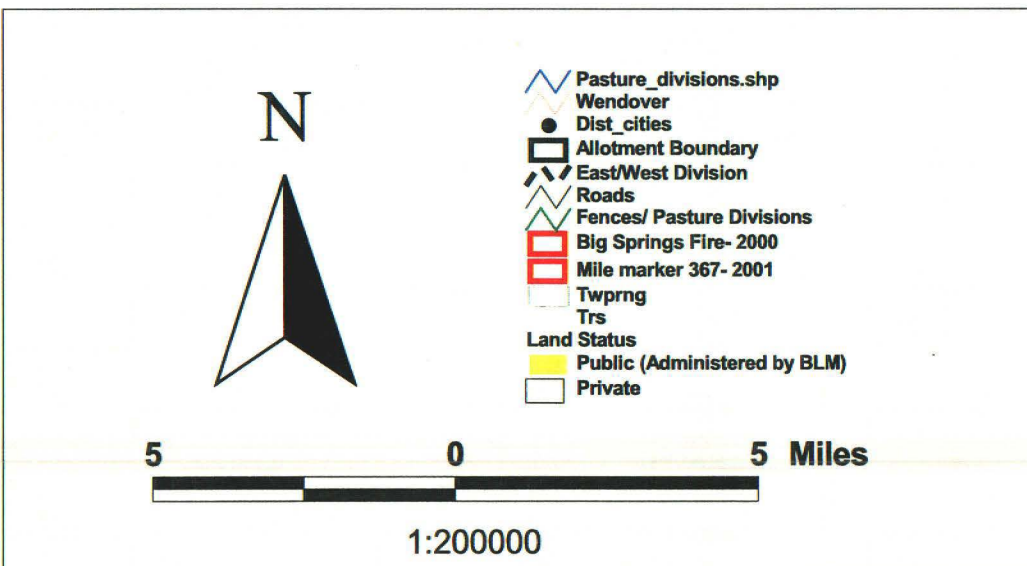 N
Pasture_divisions.shp
Wendover
Dist_cities
Allotment Boundary
East/West Division
Roads
Fences/ Pasture Divisions
Big Springs Fire- 2000
Mile marker 367- 2001
Twprng
Trs
Land Status
Public (Administered by BLM)
Private
5 0 5 Miles
1:200000